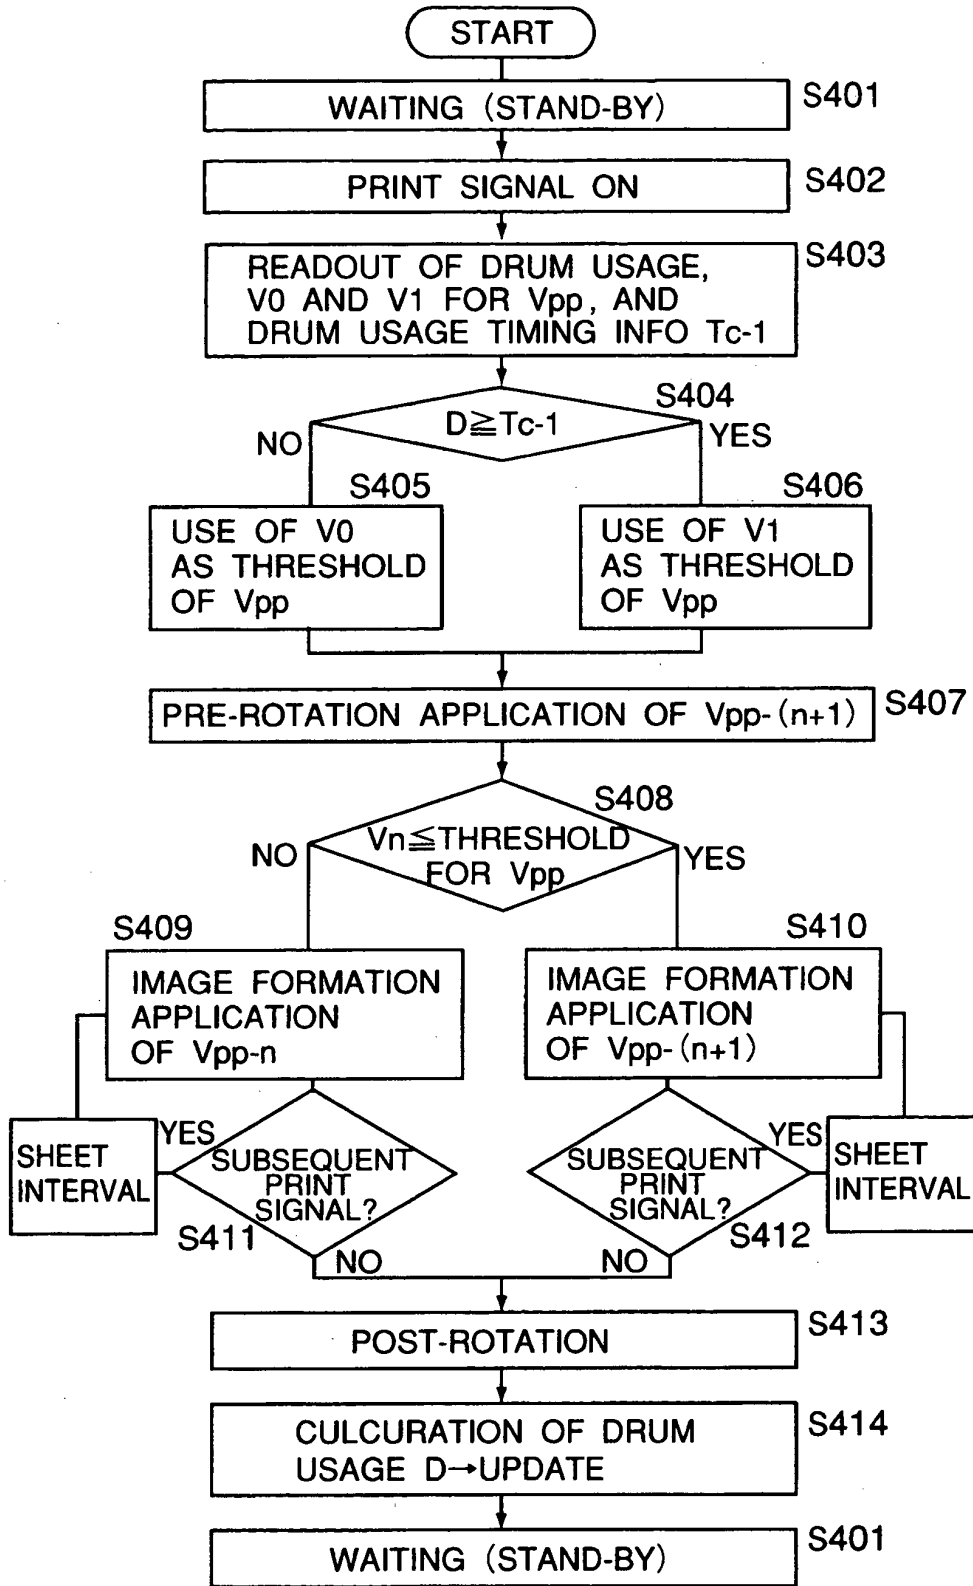 START
WAITING (STAND-BY)
S401
PRINT SIGNAL ON
S402
READOUT OF DRUM USAGE,
V0 AND V1 FOR Vpp, AND
DRUM USAGE TIMING INFO Tc-1
S403
D≧Tc-1
S404
NO
YES
S405
USE OF V0
AS THRESHOLD
OF Vpp
S406
USE OF V1
AS THRESHOLD
OF Vpp
PRE-ROTATION APPLICATION OF Vpp-(n+1)
S407
S408
Vn≦THRESHOLD
FOR Vpp
NO
YES
S409
IMAGE FORMATION
APPLICATION
OF Vpp-n
S410
IMAGE FORMATION
APPLICATION
OF Vpp-(n+1)
SHEET
INTERVAL
YES
SUBSEQUENT
PRINT
SIGNAL?
S411
NO
SUBSEQUENT
PRINT
SIGNAL?
YES
SHEET
INTERVAL
S412
NO
POST-ROTATION
S413
CULCURATION OF DRUM
USAGE D→UPDATE
S414
WAITING (STAND-BY)
S401